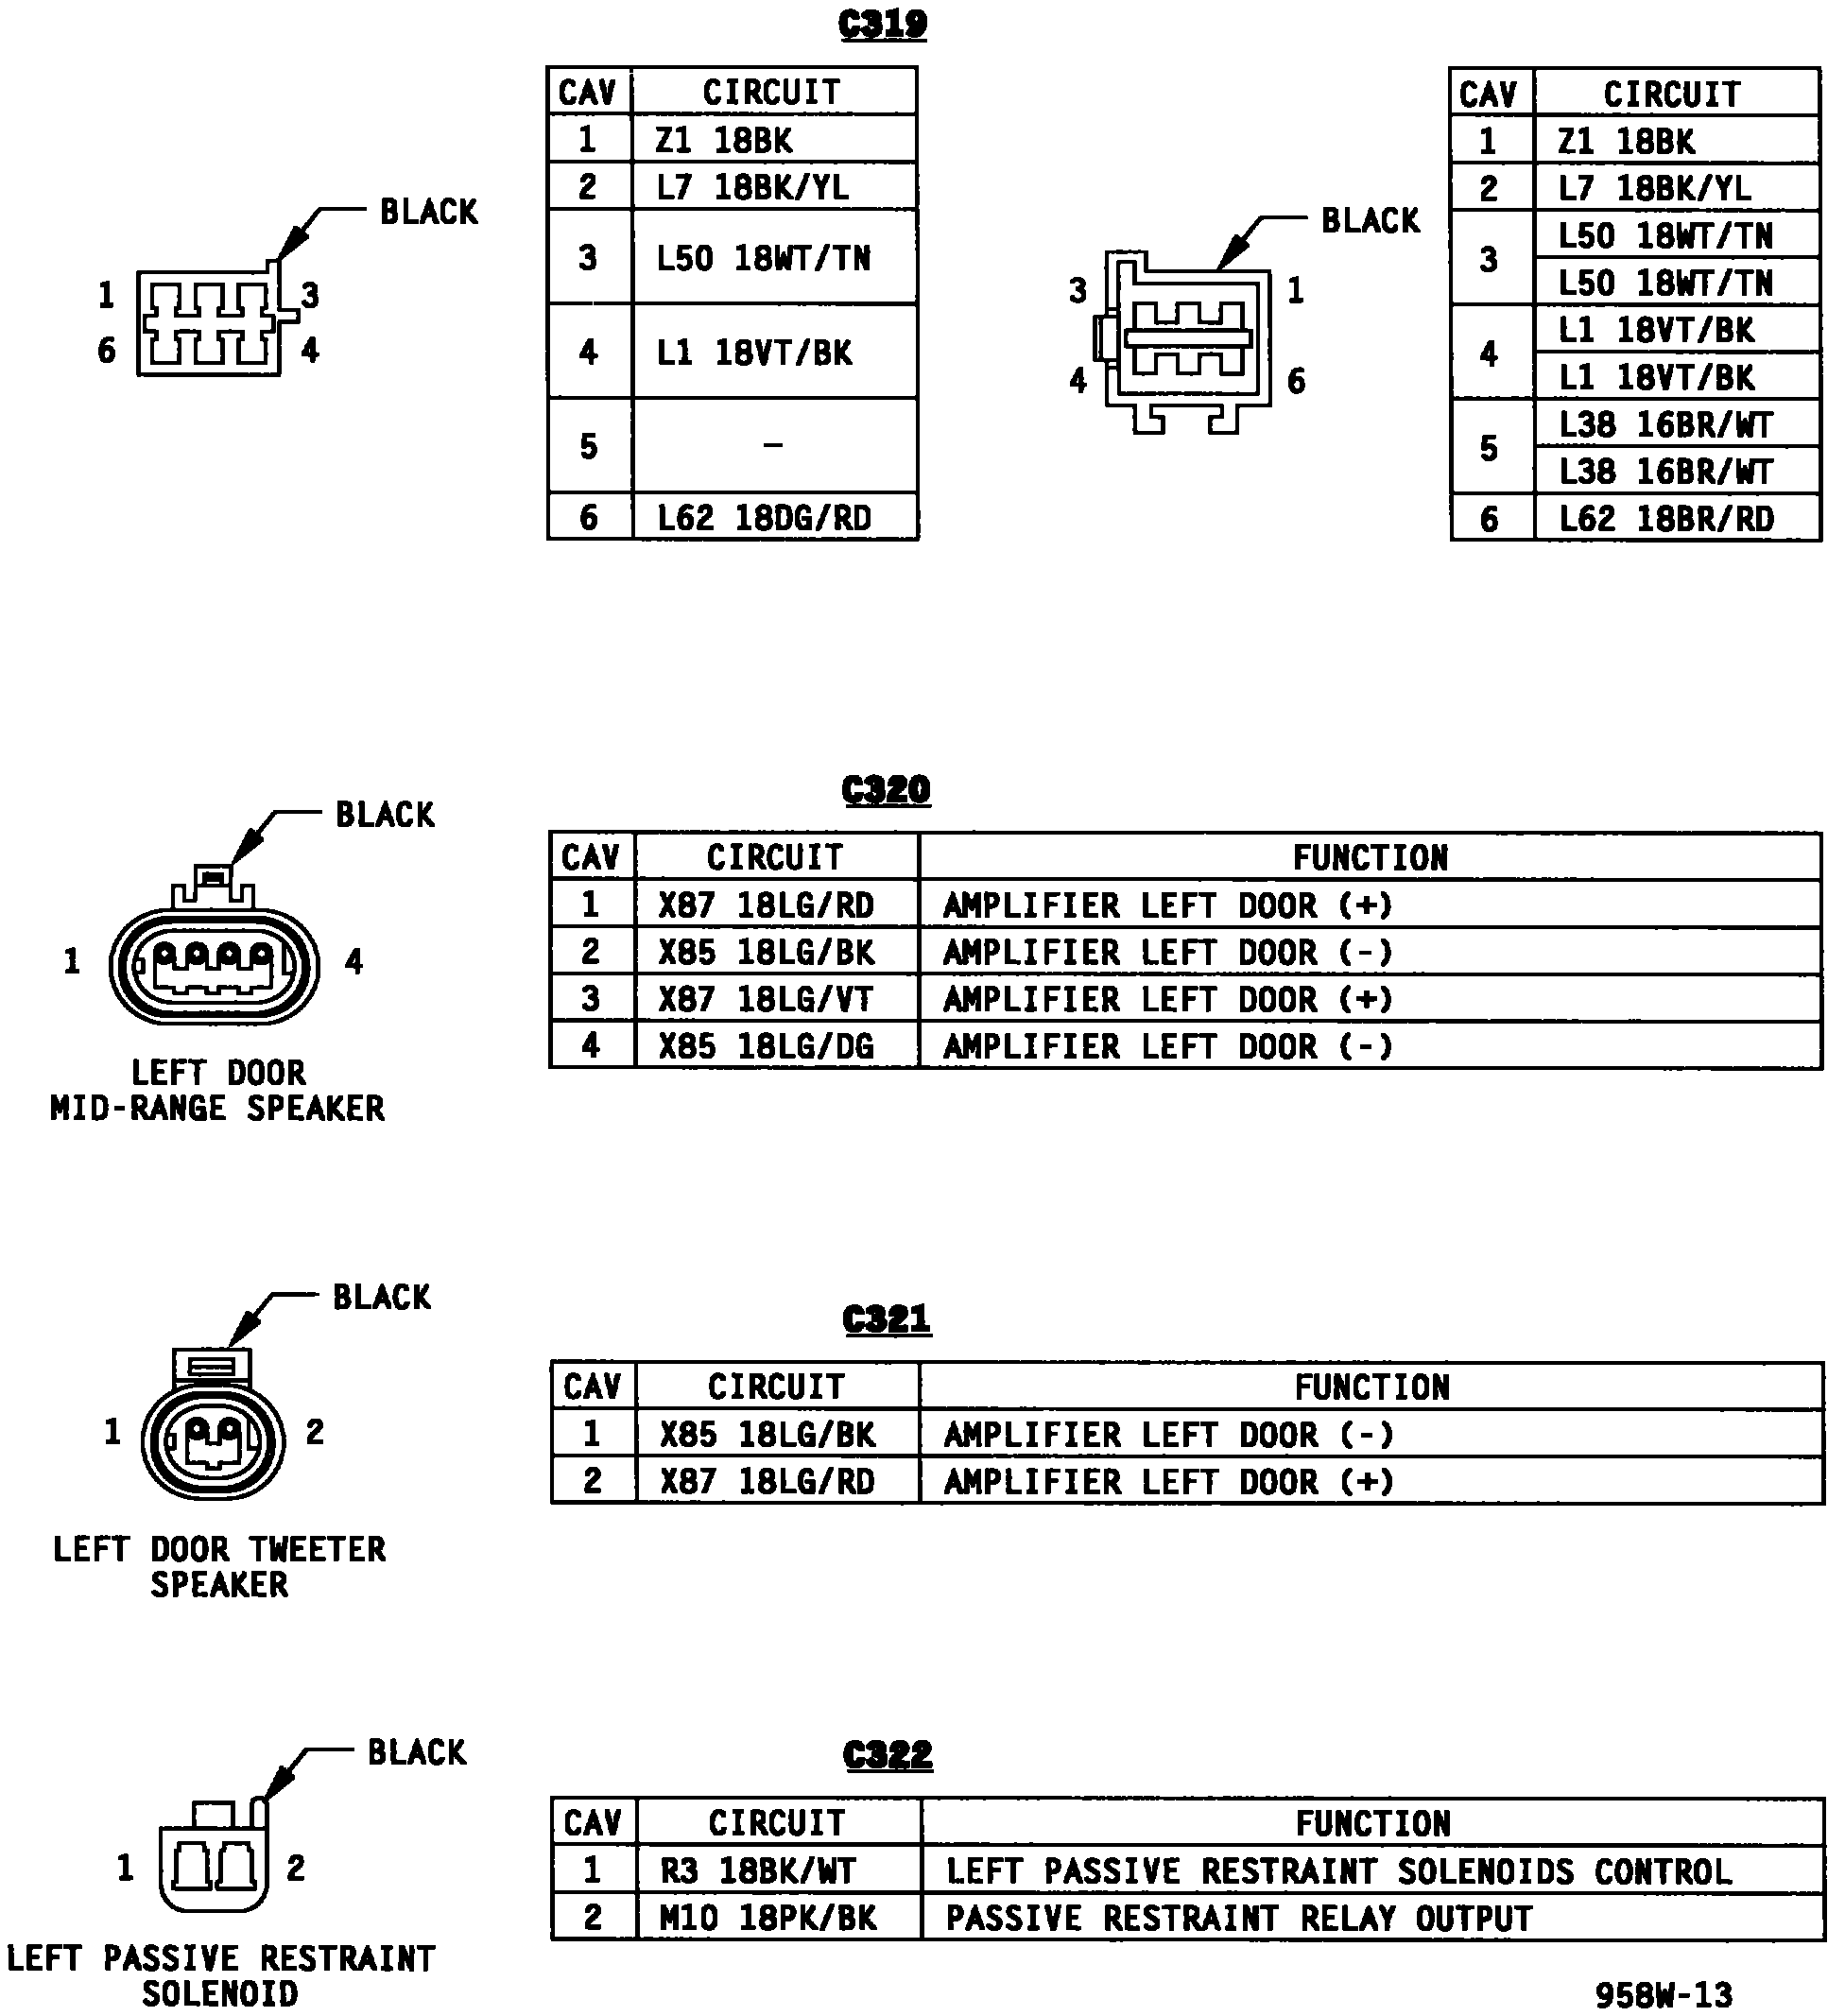 C319
CAV CIRCUIT
1 Z1 18BK
2 L7 18BK/YL
3 L50 18WT/TN
4 L1 18VT/BK
5 -
6 L62 18DG/RD
BLACK
1 3
6 4
CAV CIRCUIT
1 Z1 18BK
2 L7 18BK/YL
3 L50 18WT/TN
L50 18WT/TN
4 L1 18VT/BK
L1 18VT/BK
5 L38 16BR/WT
L38 16BR/WT
6 L62 18BR/RD
BLACK
3 1
4 6
C320
BLACK
1 4
LEFT DOOR
MID-RANGE SPEAKER
CAV CIRCUIT FUNCTION
1 X87 18LG/RD AMPLIFIER LEFT DOOR (+)
2 X85 18LG/BK AMPLIFIER LEFT DOOR (-)
3 X87 18LG/VT AMPLIFIER LEFT DOOR (+)
4 X85 18LG/DG AMPLIFIER LEFT DOOR (-)
C321
BLACK
1 2
LEFT DOOR TWEETER
SPEAKER
CAV CIRCUIT FUNCTION
1 X85 18LG/BK AMPLIFIER LEFT DOOR (-)
2 X87 18LG/RD AMPLIFIER LEFT DOOR (+)
C322
BLACK
1 2
LEFT PASSIVE RESTRAINT
SOLENOID
CAV CIRCUIT FUNCTION
1 R3 18BK/WT LEFT PASSIVE RESTRAINT SOLENOIDS CONTROL
2 M10 18PK/BK PASSIVE RESTRAINT RELAY OUTPUT
958W-13